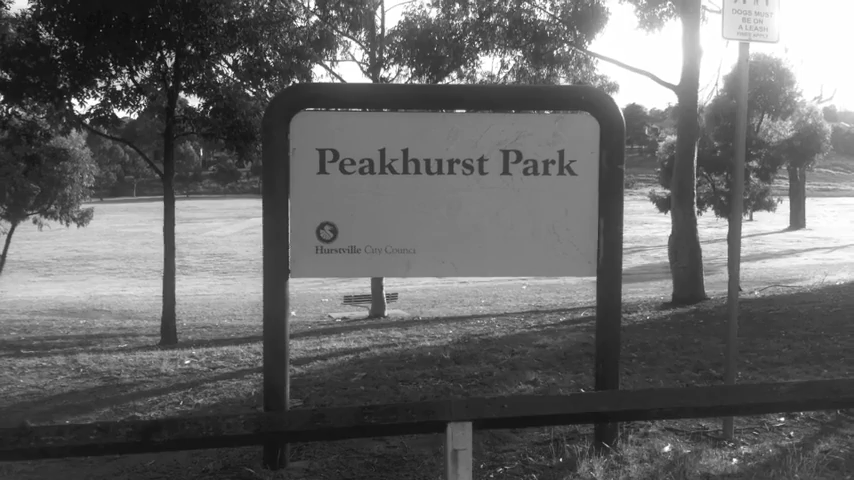 DOGS MUST
BE ON
A LEASH
Peakhurst Park
Hurstville City Council